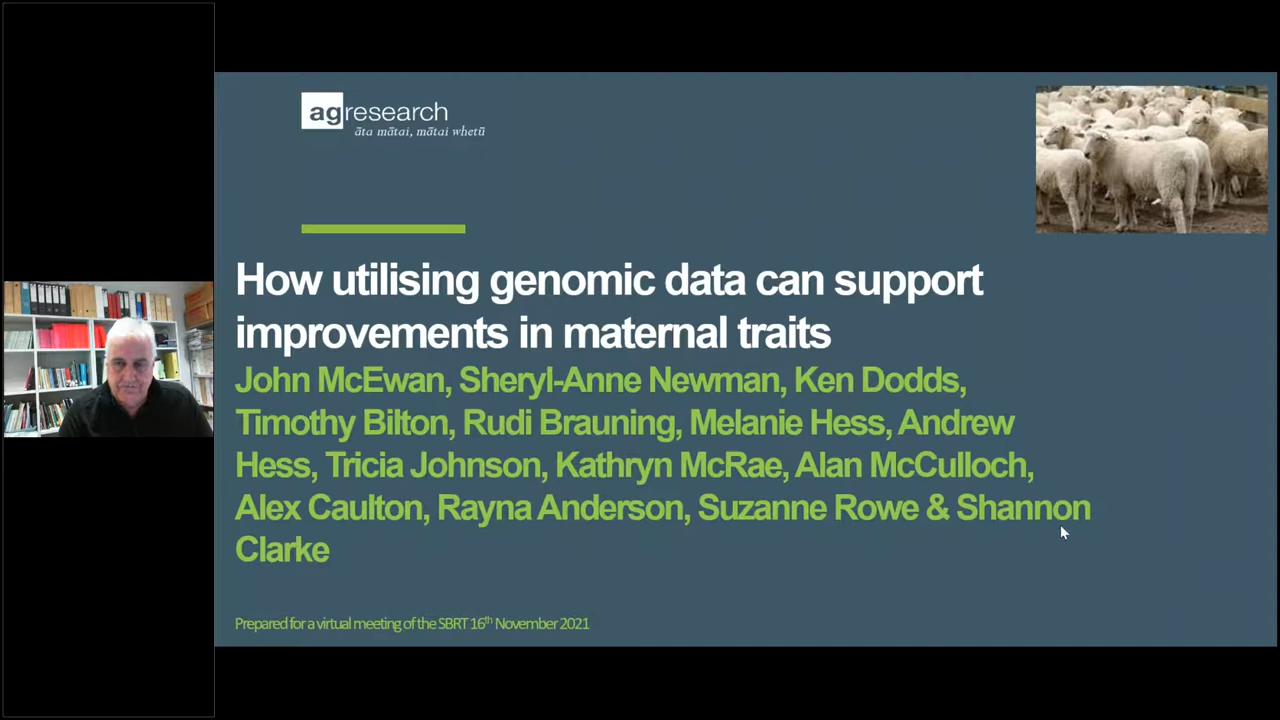 agresearch
āta mātai, mātai whetū
How utilising genomic data can support
improvements in maternal traits
John McEwan, Sheryl-Anne Newman, Ken Dodds,
Timothy Bilton, Rudi Brauning, Melanie Hess, Andrew
Hess, Tricia Johnson, Kathryn McRae, Alan McCulloch,
Alex Caulton, Rayna Anderson, Suzanne Rowe & Shannon
Clarke
Prepared for a virtual meeting of the SBRT 16th November 2021